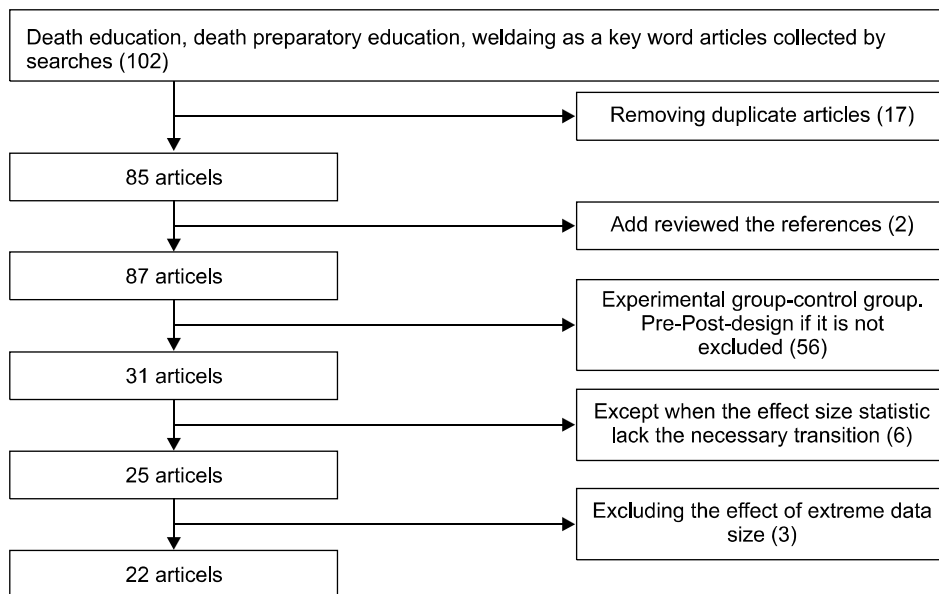 Death education, death preparatory education, weldaing as a key word articles collected by
searches (102)
Removing duplicate articles (17)
85 articels
Add reviewed the references (2)
87 articels
Experimental group-control group.
Pre-Post-design if it is not
excluded (56)
31 articels
Except when the effect size statistic
lack the necessary transition (6)
25 articels
Excluding the effect of extreme data
size (3)
22 articels